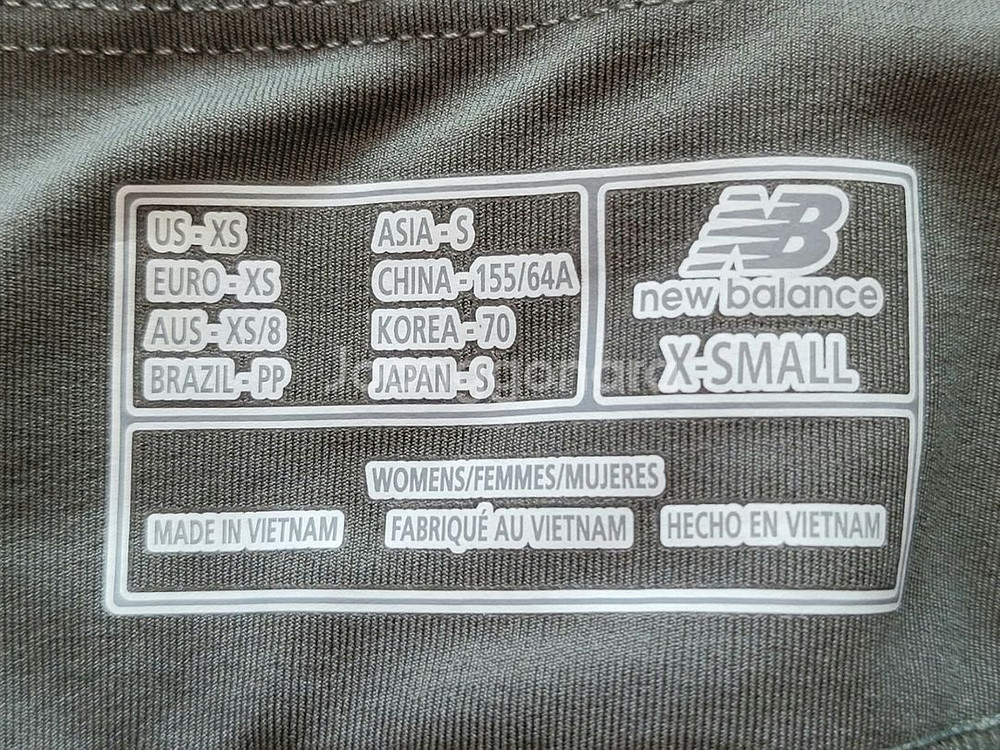 US - XS
EURO - XS
AUS - XS/8
BRAZIL - PP
ASIA - S
CHINA - 155/64A
KOREA - 70
JAPAN - S
NB
new balance
X-SMALL
WOMENS/FEMMES/MUJERES
MADE IN VIETNAM
FABRIQUÉ AU VIETNAM
HECHO EN VIETNAM